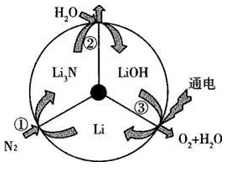 H₂O
②
Li₃N
LiOH
通电
①
③
Li
N₂
O₂+H₂O